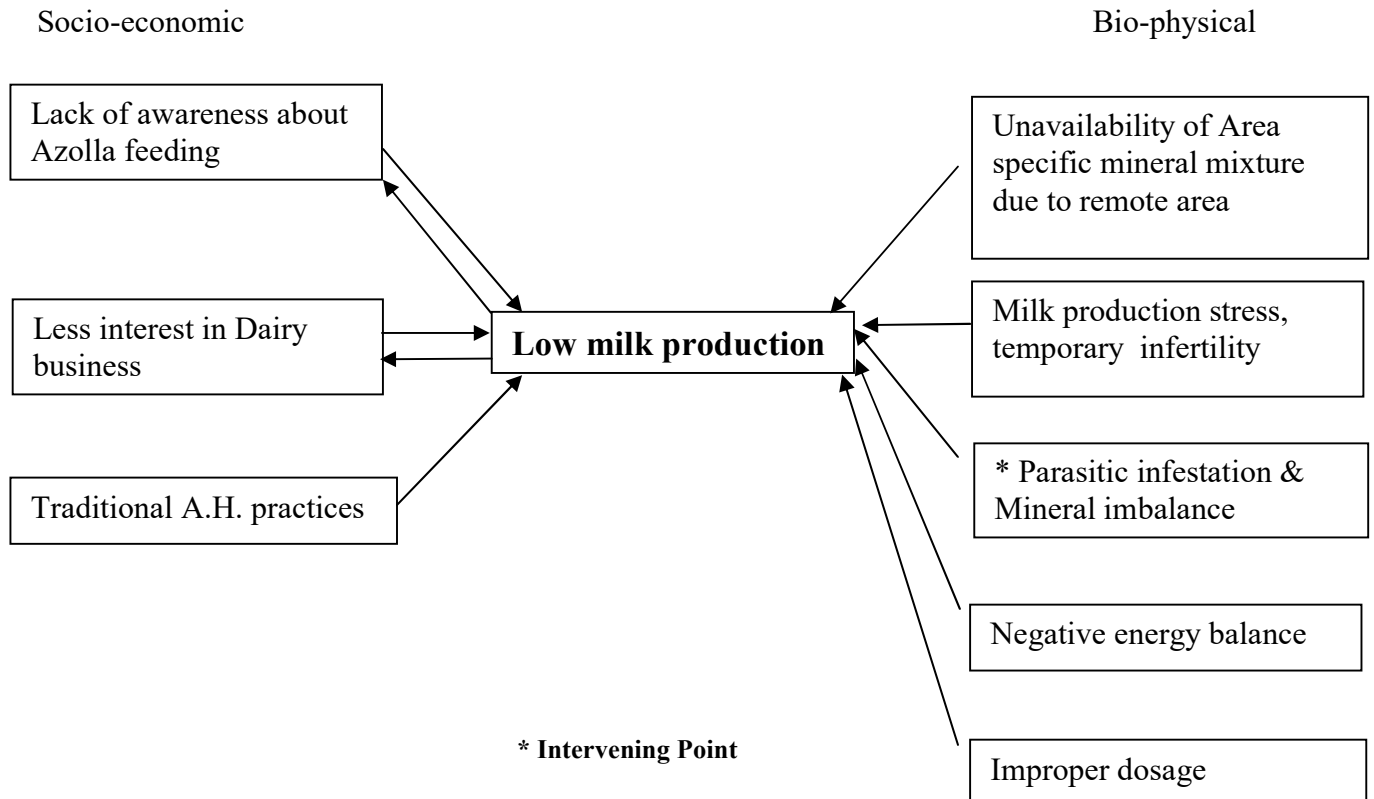 Socio-economic
Bio-physical
Lack of awareness about
Azolla feeding
Unavailability of Area
specific mineral mixture
due to remote area
Less interest in Dairy
business
Low milk production
Milk production stress,
temporary  infertility
Traditional A.H. practices
* Parasitic infestation &
Mineral imbalance
Negative energy balance
* Intervening Point
Improper dosage